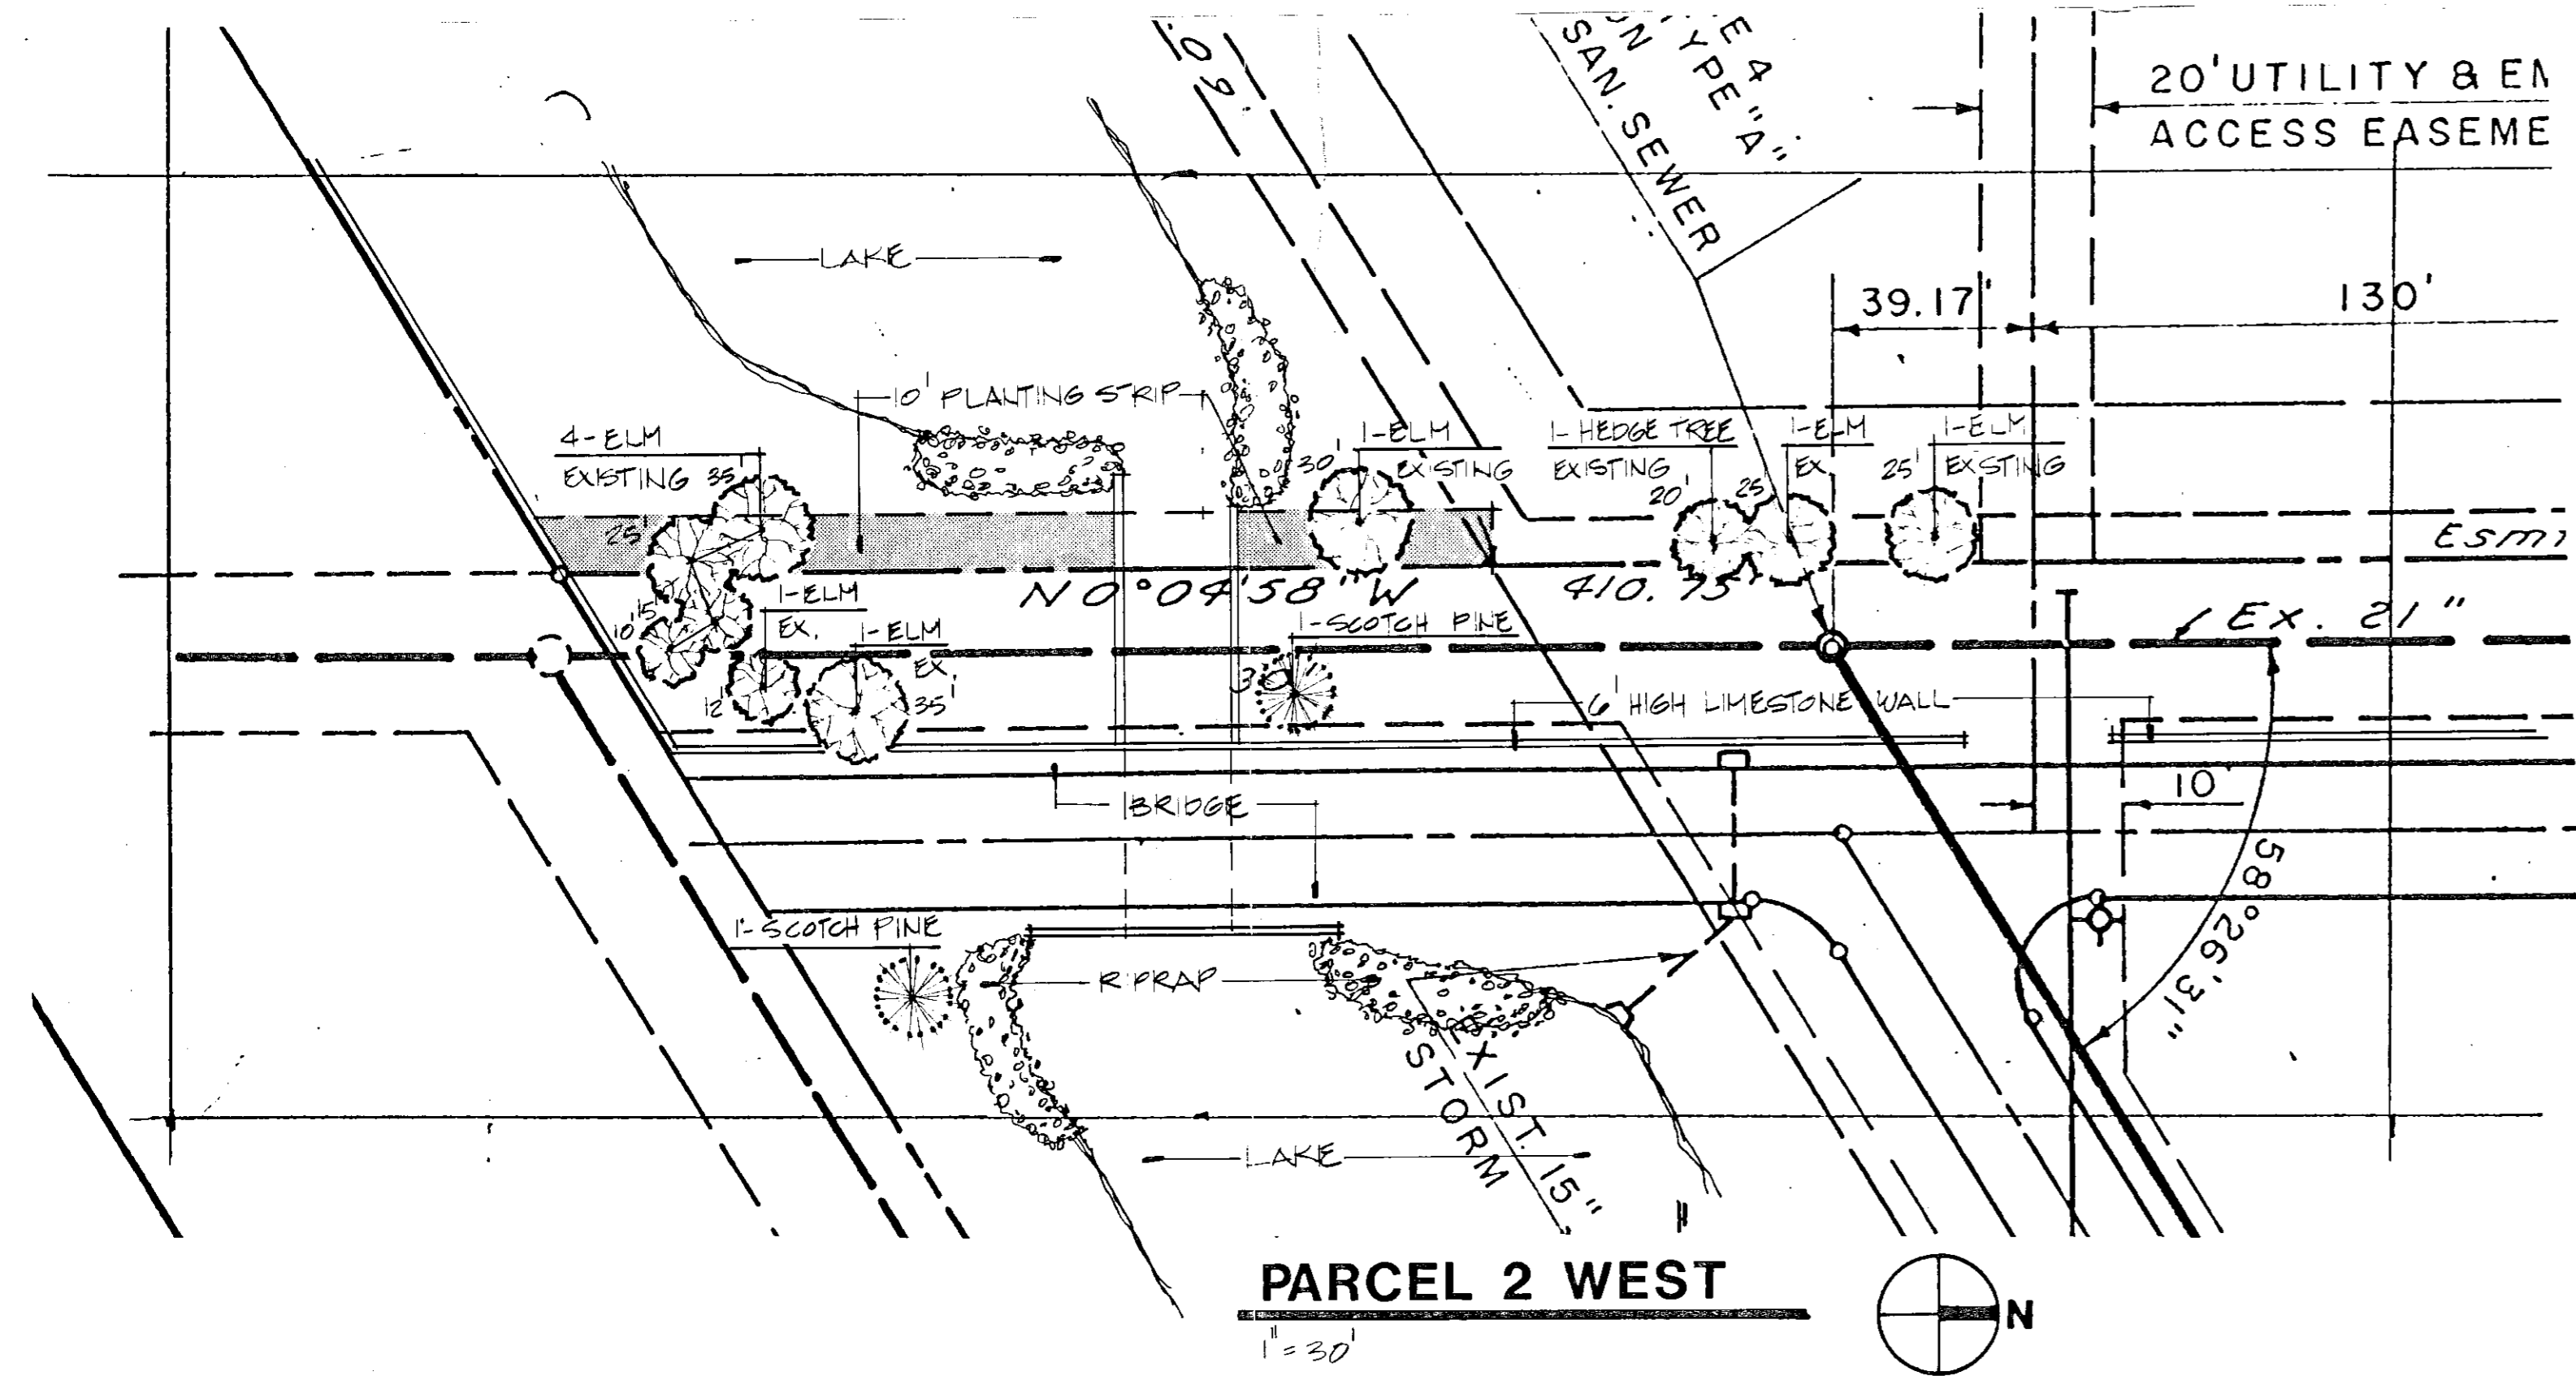 60'
E 4
ON TYPE "A"
SAN. SEWER
20' UTILITY &
ACCESS
39.17'
130'
LAKE
10' PLANTING STRIP
4-ELM
EXISTING 35'
25'
1-ELM
EXISTING
30'
1-HEDGE TREE
EXISTING
20'
1-ELM
EX.
25'
1-ELM
EXISTING
25'
Esmt
N 0°04'58" W
410.75'
15'
10'
1-ELM
EX.
12'
1-ELM
EX.
35'
1-SCOTCH PINE
30
EX. 21"
6' HIGH LIMESTONE WALL
BRIDGE
10'
58°26'31"
1-SCOTCH PINE
RIPRAP
EXIST. 15"
STORM
LAKE
PARCEL 2 WEST
1"=30'
N